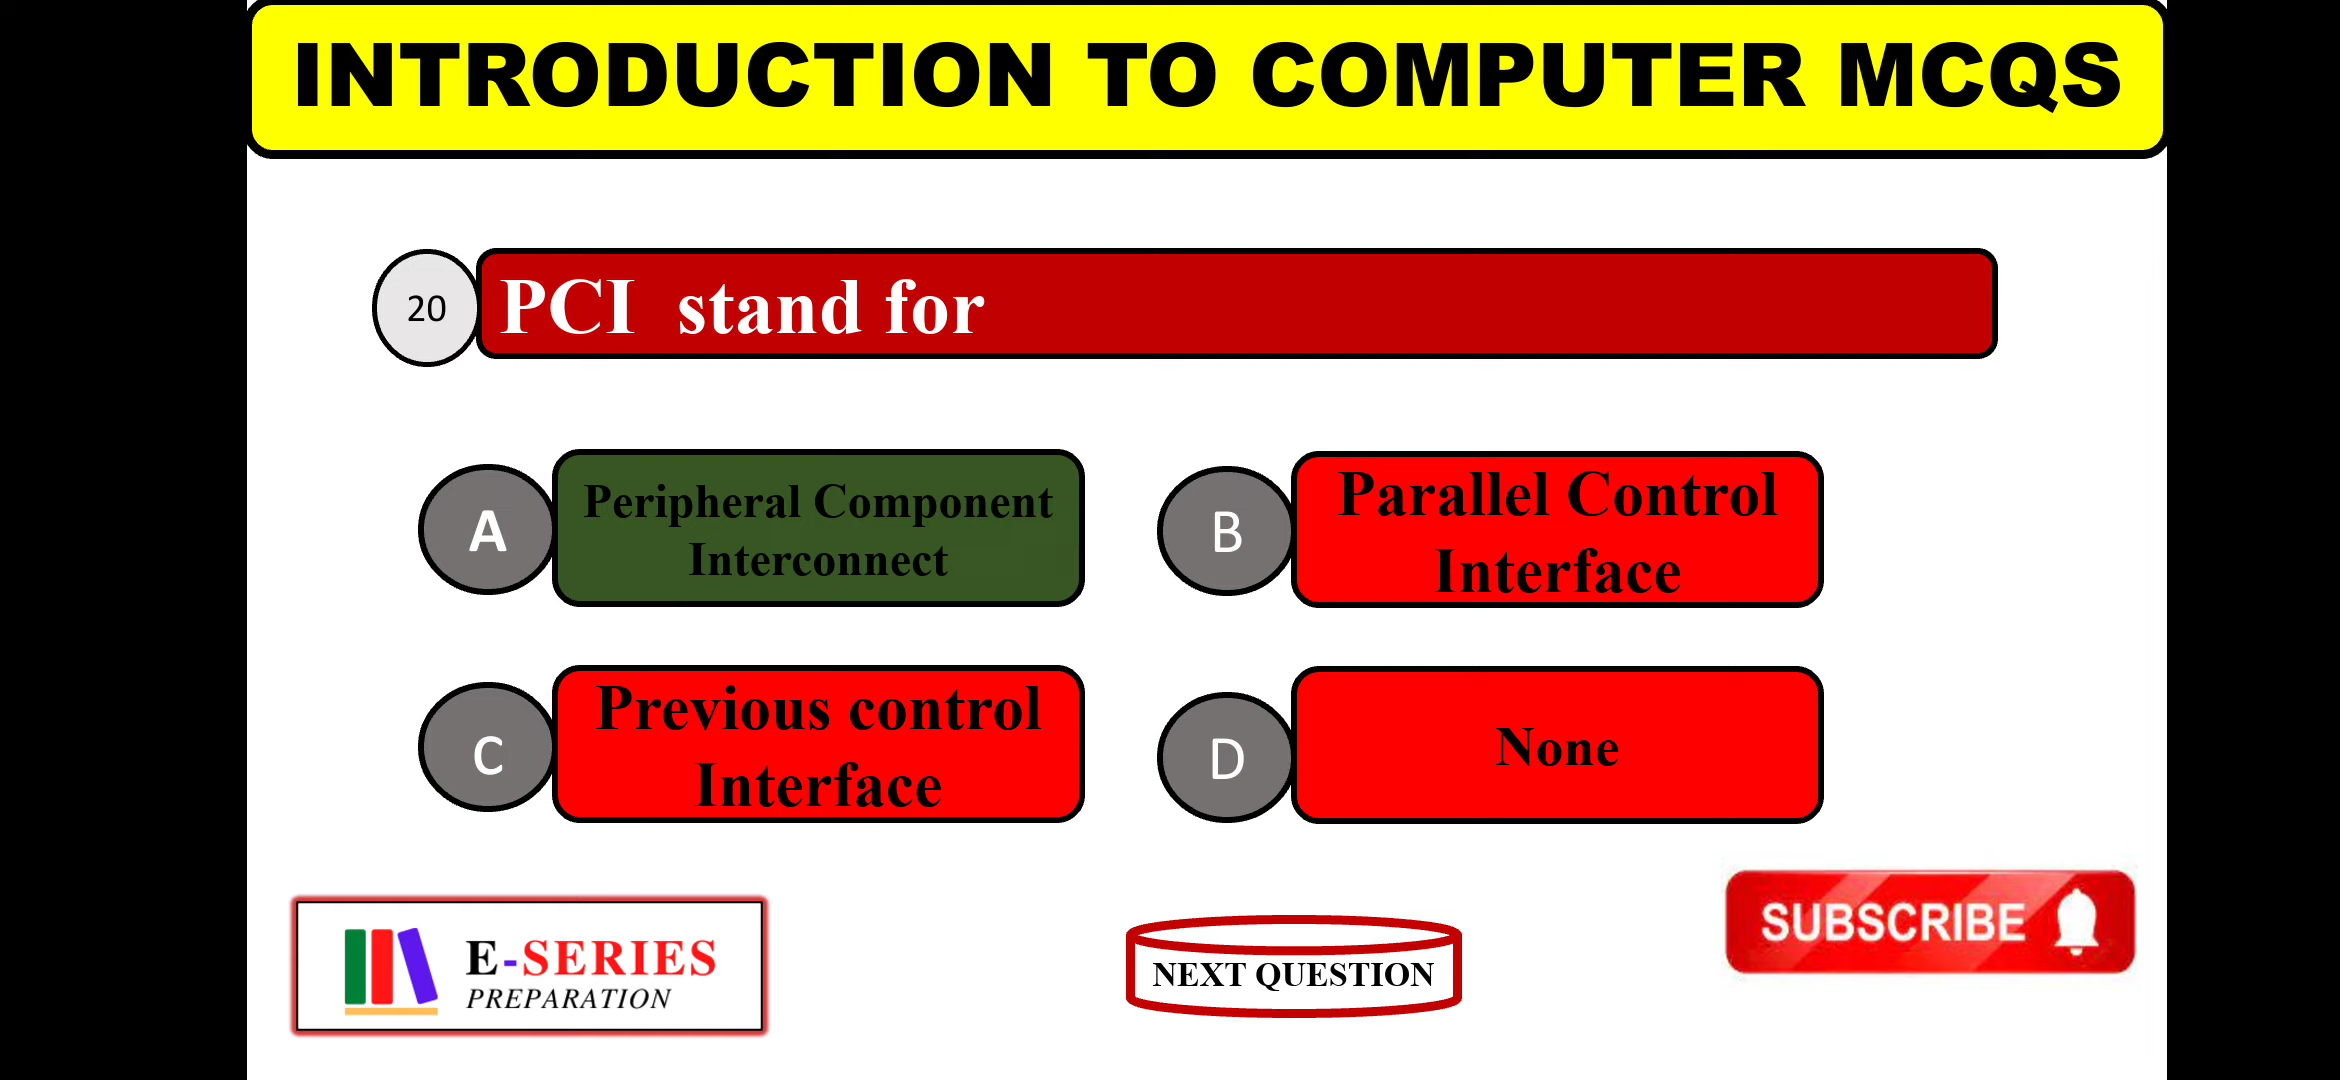 INTRODUCTION TO COMPUTER MCQS
20
PCI stand for
A
Peripheral Component
Interconnect
B
Parallel Control
Interface
C
Previous control
Interface
D
None
E-SERIES
PREPARATION
NEXT QUESTION
SUBSCRIBE